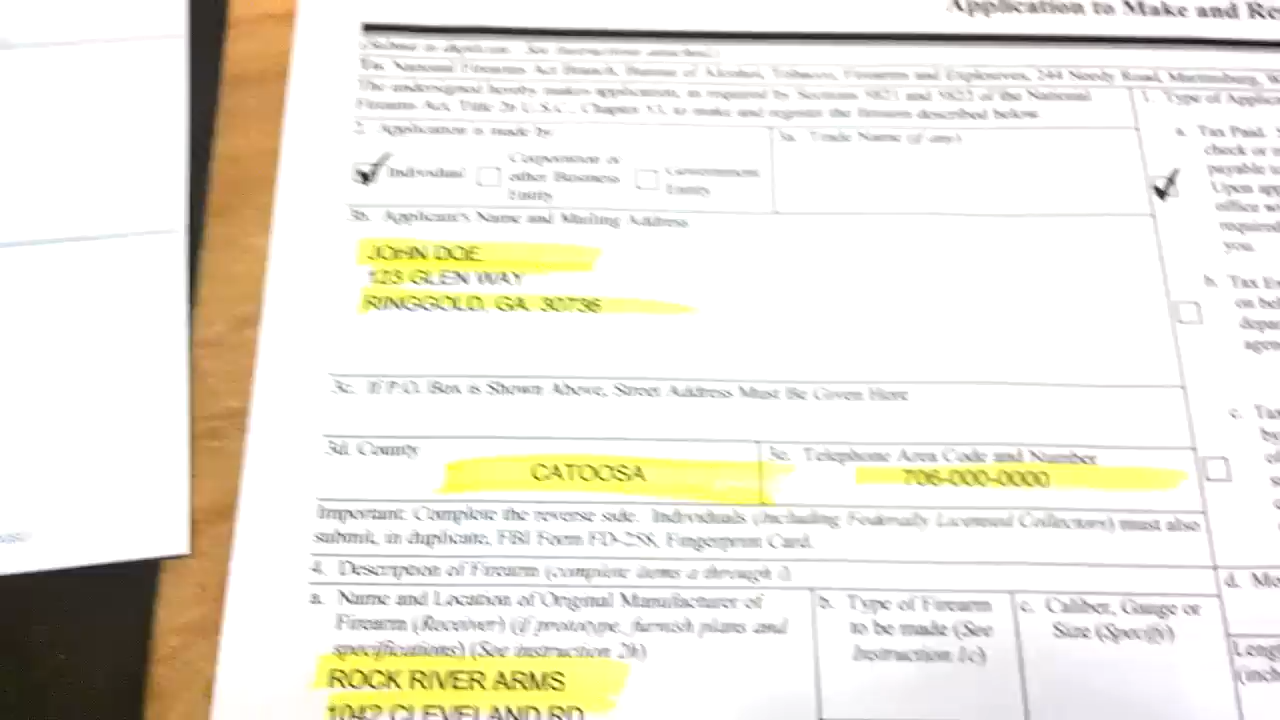 Application to Make and Re
(Submit in duplicate. See instructions attached.)
To: National Firearms Act Branch, Bureau of Alcohol, Tobacco, Firearms and Explosives, 244 Needy Road, Martinsburg, W
The undersigned hereby makes application, as required by Sections 5821 and 5822 of the National
Firearms Act, Title 26 U.S.C., Chapter 53, to make and register the firearm described below.
1. Type of Applic
2. Application is made by:
3a. Trade Name (if any)
a. Tax Paid.
check or m
payable to
Upon app
office w
required
you.
Individual
Corporation or
other Business
Entity
Government
Entity
3b. Applicant's Name and Mailing Address
JOHN DOE
123 GLEN WAY
RINGGOLD, GA 30736
b. Tax Ex
on beh
depar
agen
3c. If P.O. Box is Shown Above, Street Address Must Be Given Here
c. Tax
by
of
3d. County
CATOOSA
3e. Telephone Area Code and Number
706-000-0000
Important: Complete the reverse side. Individuals (including Federally Licensed Collectors) must also
submit, in duplicate, FBI Form FD-258, Fingerprint Card.
4. Description of Firearm (complete items a through i)
a. Name and Location of Original Manufacturer of
Firearm (Receiver) (if prototype, furnish plans and
specifications) (See instruction 2h)
ROCK RIVER ARMS
1042 CLEVELAND RD
b. Type of Firearm
to be made (See
Instruction 1c)
c. Caliber, Gauge or
Size (Specify)
d. Mo
Leng
(inch